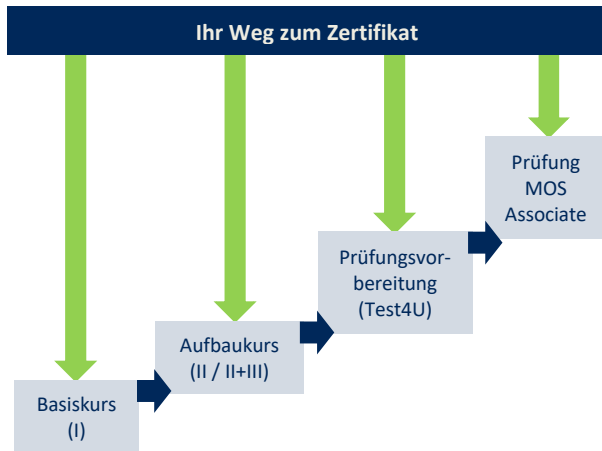 Ihr Weg zum Zertifikat
Prüfung
MOS
Associate
Prüfungsvor-
bereitung
(Test4U)
Aufbaukurs
(II / II+III)
Basiskurs
(I)